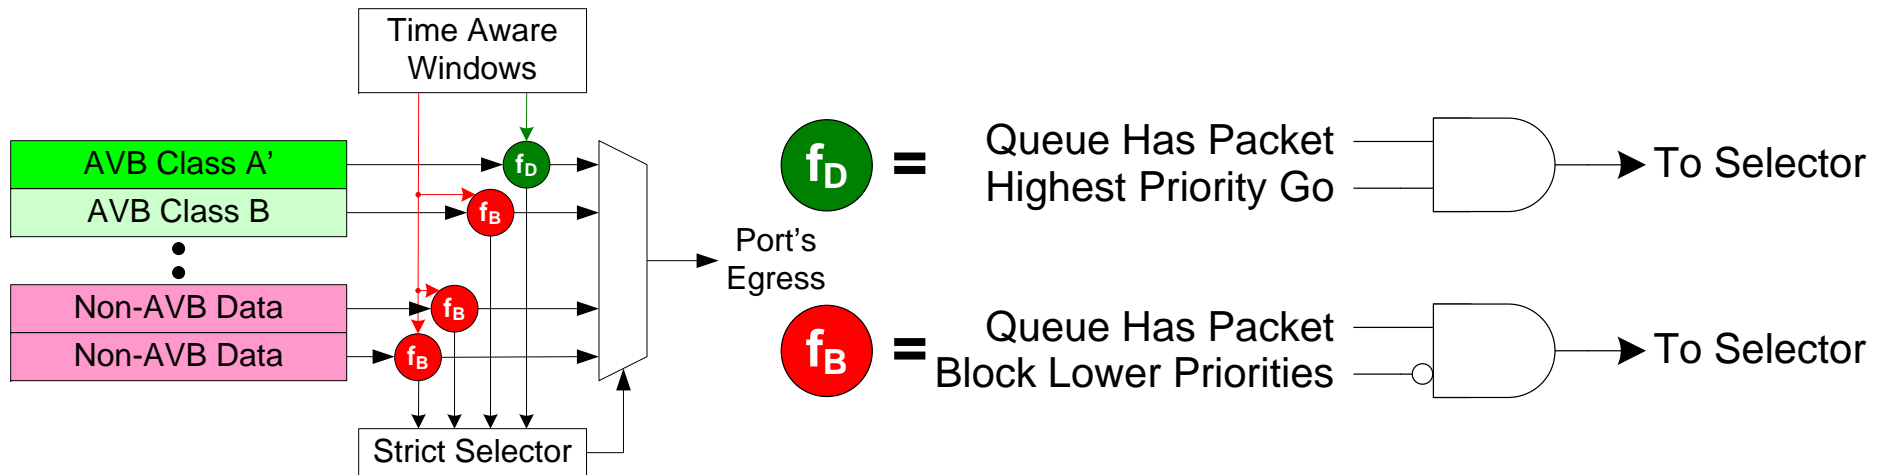 Time Aware
Windows
AVB Class A’
AVB Class B
Non-AVB Data
Non-AVB Data
fD
fB
fB
fB
Strict Selector
Port's
Egress
fD
=
Queue Has Packet
Highest Priority Go
To Selector
fB
=
Queue Has Packet
Block Lower Priorities
To Selector